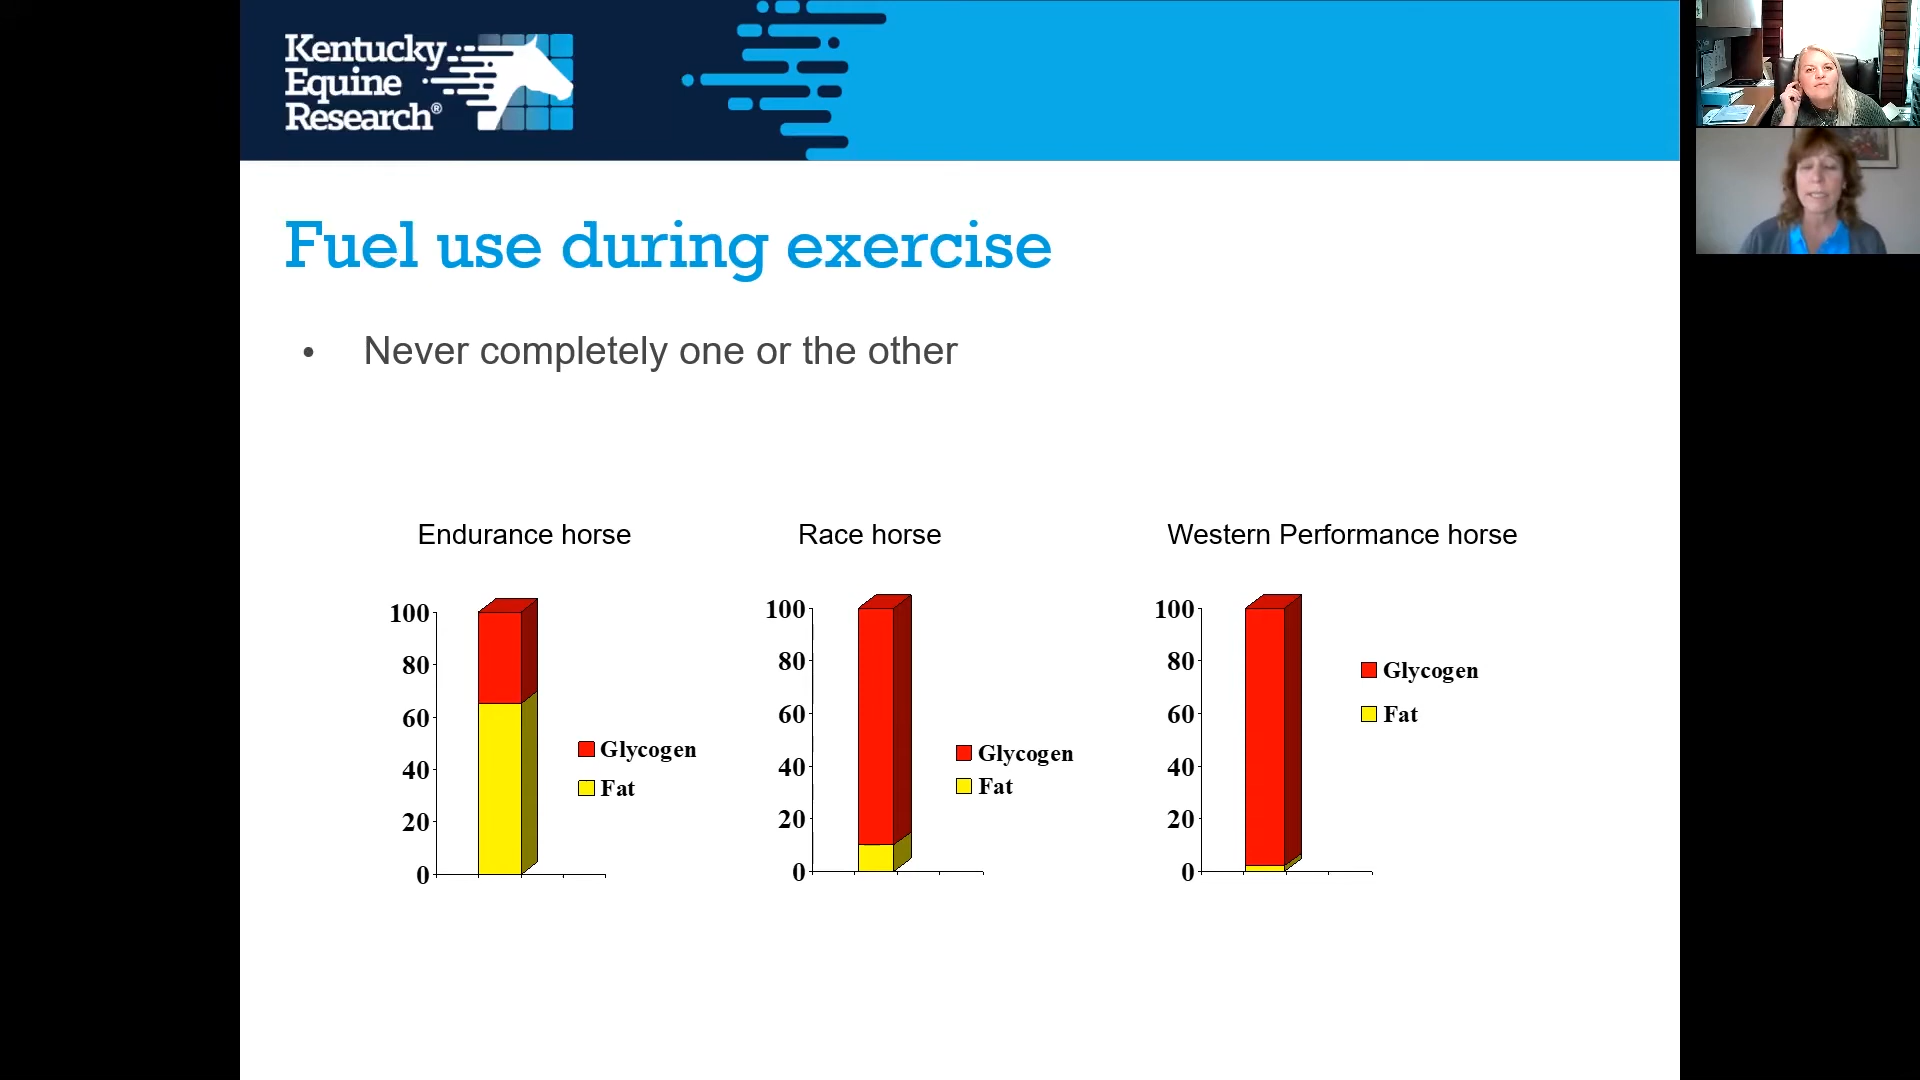 Kentucky
Equine
Research®
Fuel use during exercise
• Never completely one or the other
Endurance horse
100
80
60
40
20
0
Glycogen
Fat
Race horse
100
80
60
40
20
0
Glycogen
Fat
Western Performance horse
100
80
60
40
20
0
Glycogen
Fat